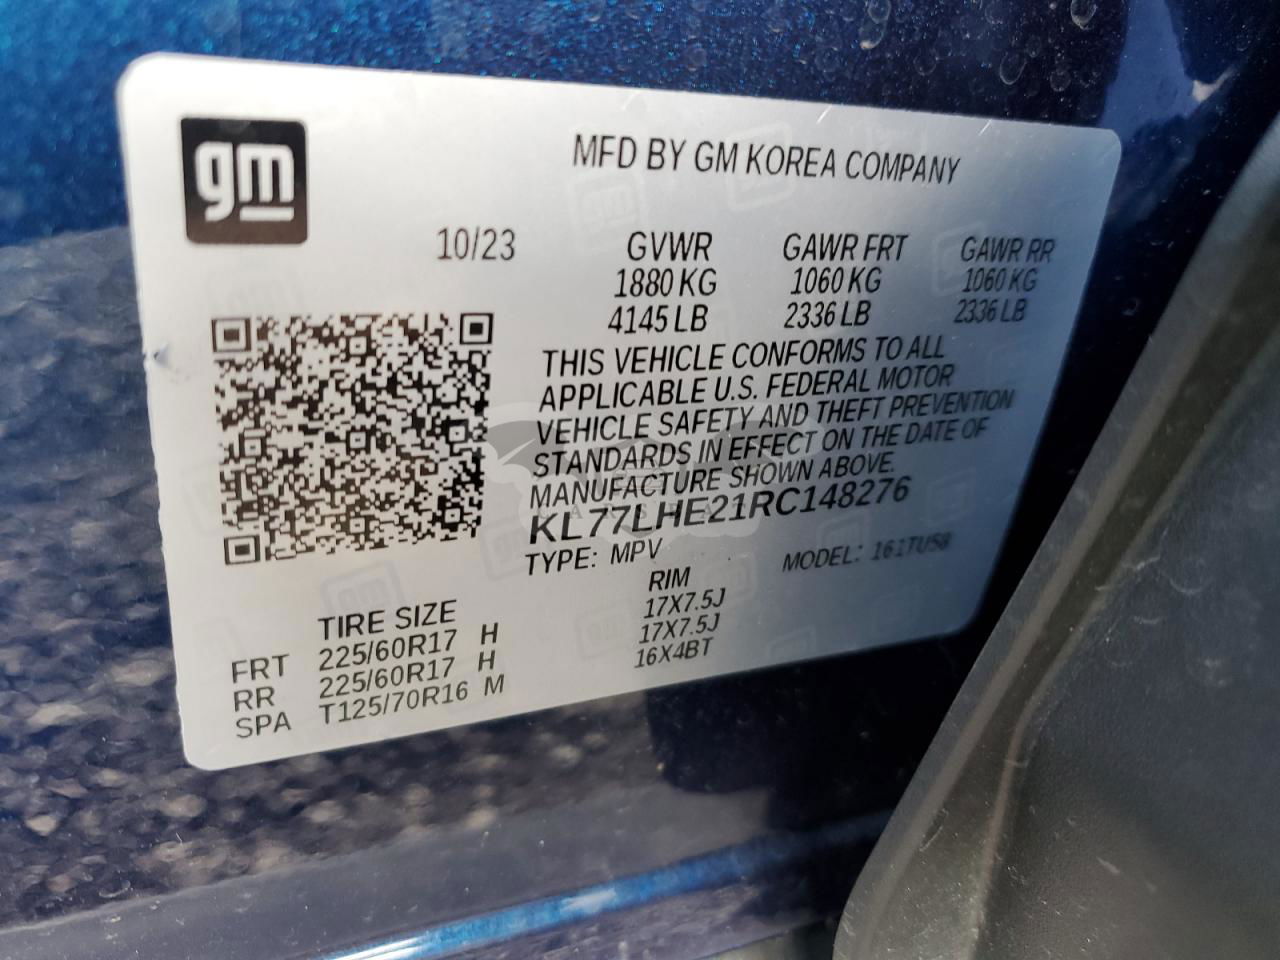 gm
MFD BY GM KOREA COMPANY
10/23 GVWR GAWR FRT GAWR RR
1880 KG 1060 KG 1060 KG
4145 LB 2336 LB 2336 LB
THIS VEHICLE CONFORMS TO ALL
APPLICABLE U.S. FEDERAL MOTOR
VEHICLE SAFETY AND THEFT PREVENTION
STANDARDS IN EFFECT ON THE DATE OF
MANUFACTURE SHOWN ABOVE.
KL77LHE21RC148276
TYPE: MPV MODEL: 161TU58
TIRE SIZE RIM
FRT 225/60R17 H 17X7.5J
RR 225/60R17 H 17X7.5J
SPA T125/70R16 M 16X4BT